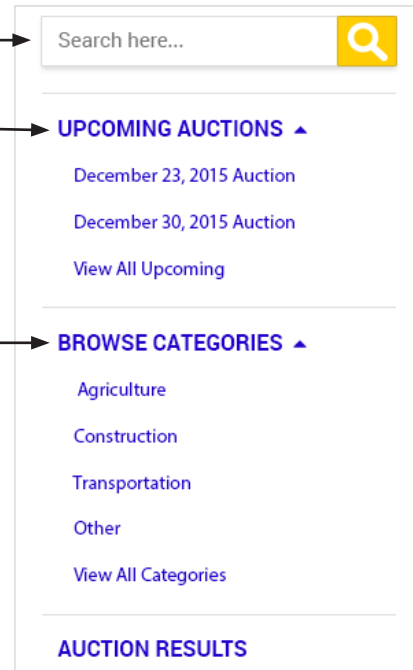 Search here...
UPCOMING AUCTIONS
December 23, 2015 Auction
December 30, 2015 Auction
View All Upcoming
BROWSE CATEGORIES
Agriculture
Construction
Transportation
Other
View All Categories
AUCTION RESULTS